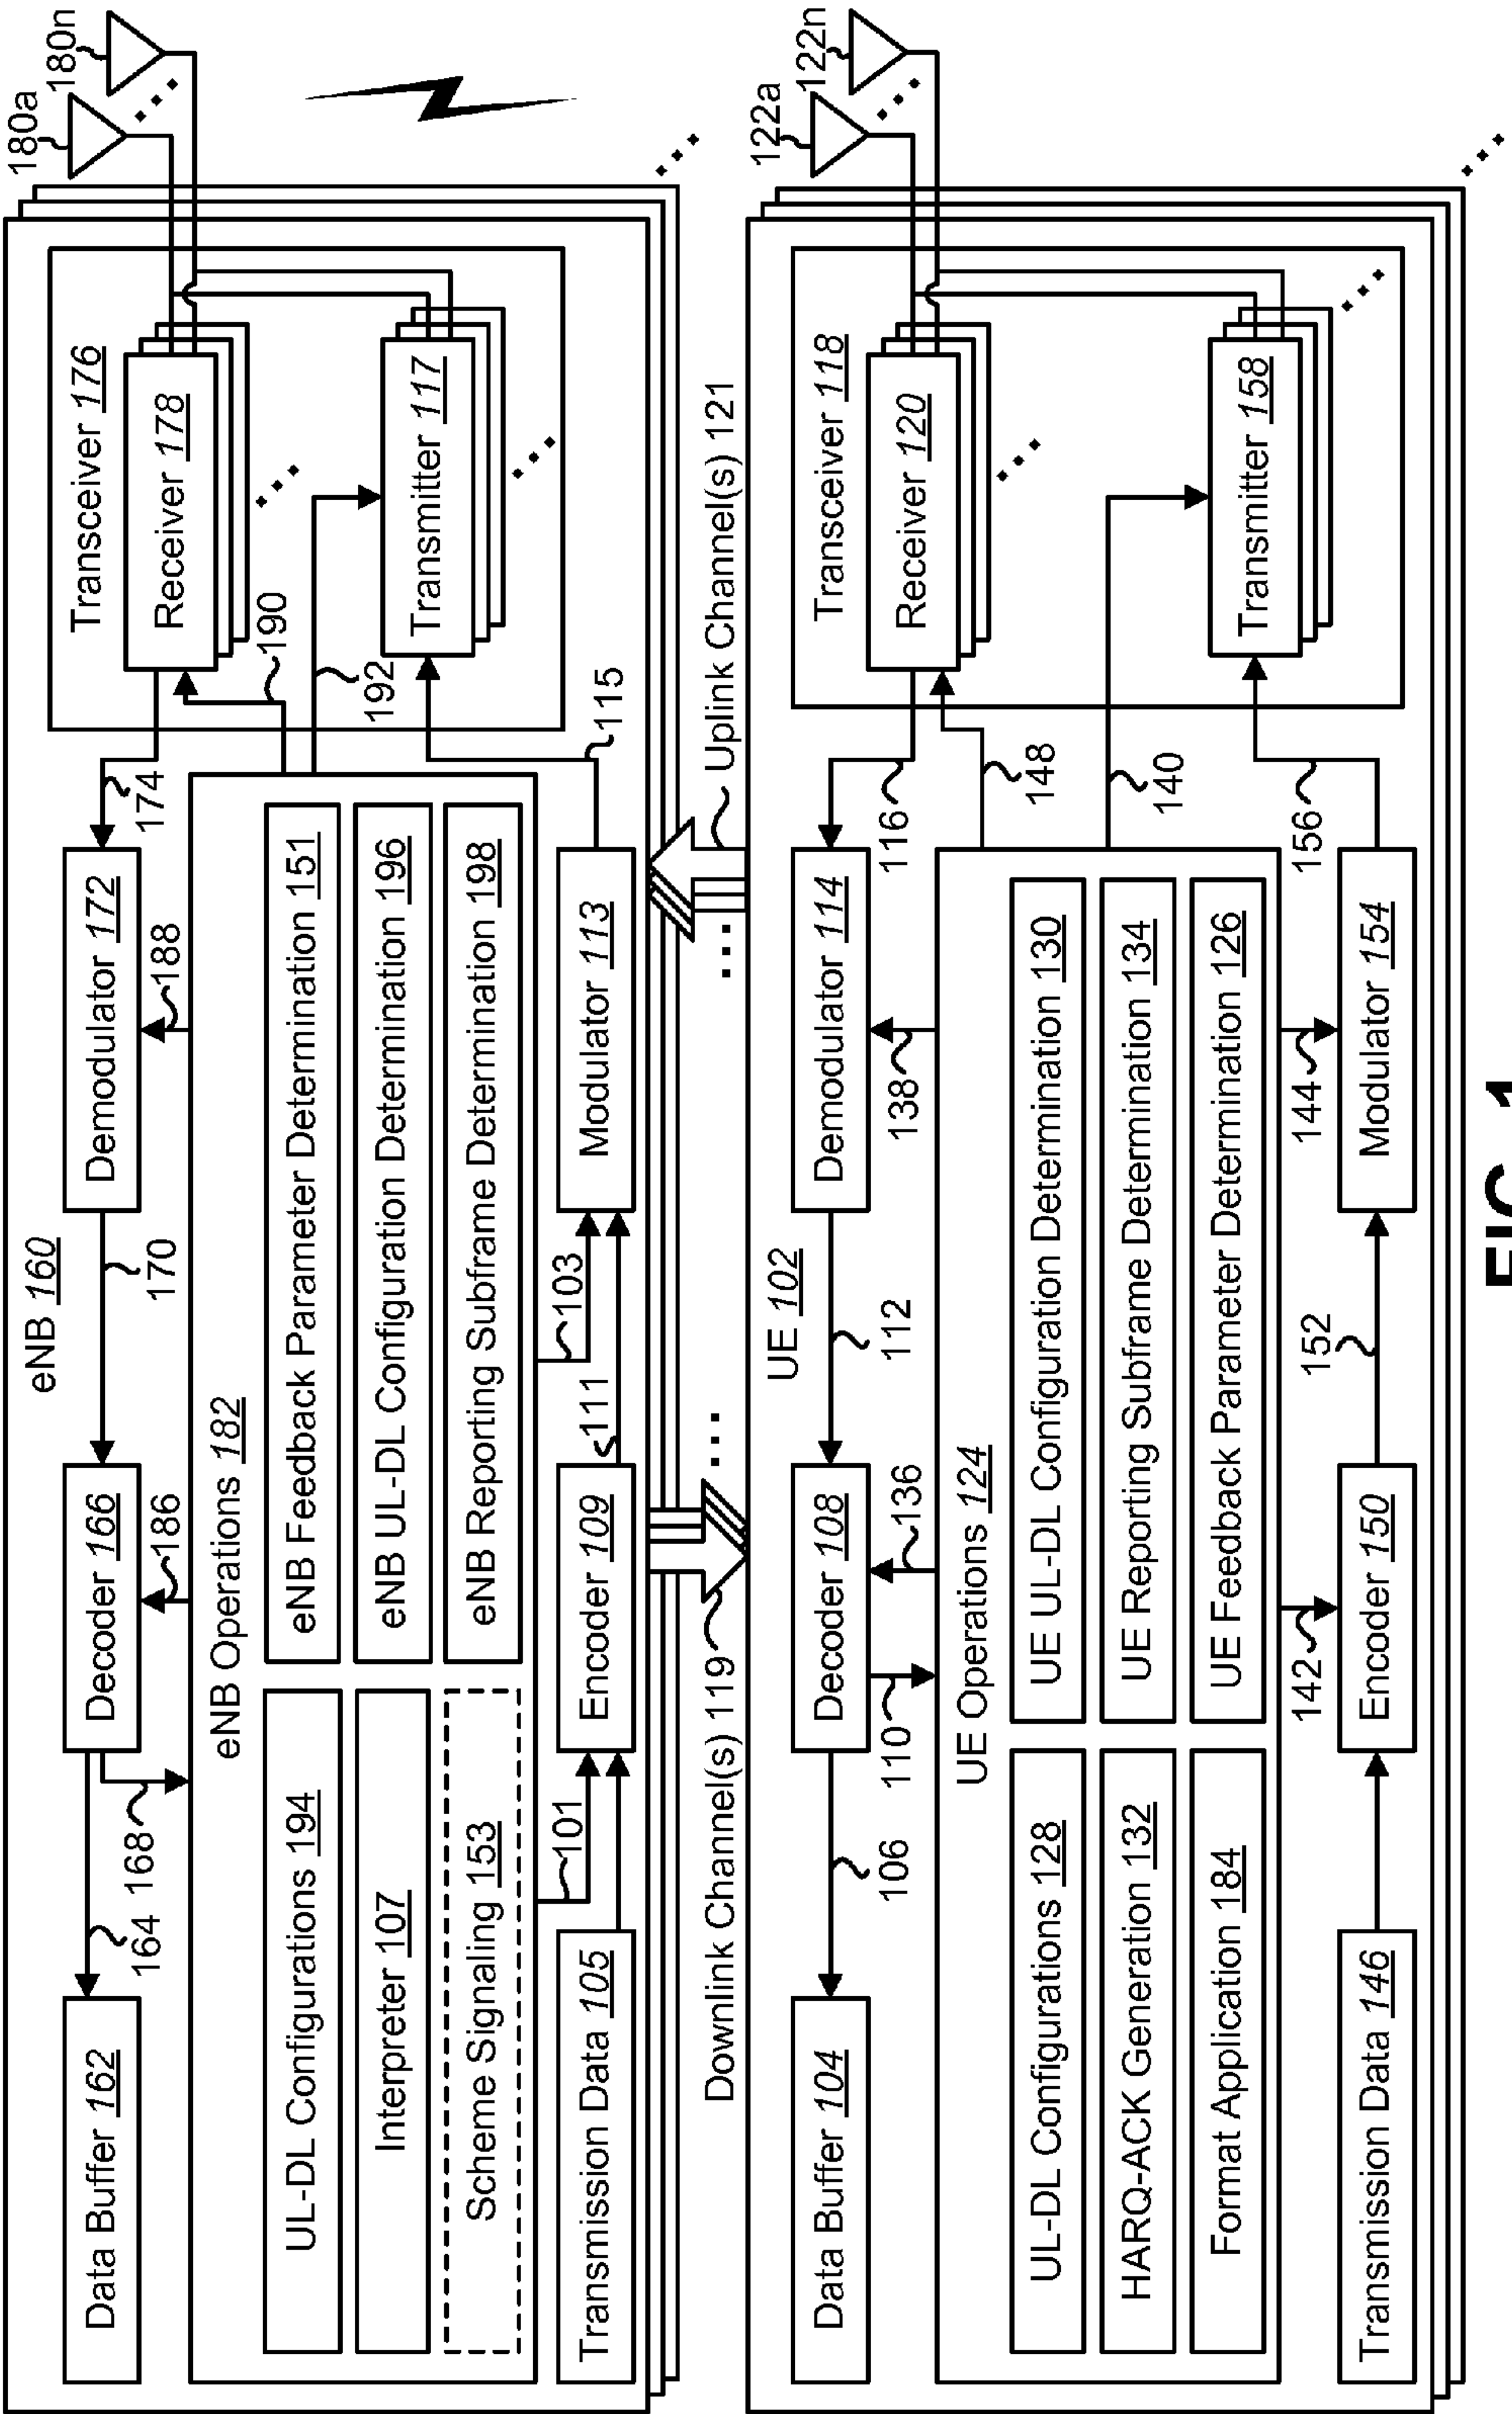 eNB 160
180a
180n
Data Buffer 162
164
168
Decoder 166
186
170
Demodulator 172
188
174
Transceiver 176
Receiver 178
190
192
Transmitter 117
eNB Operations 182
UL-DL Configurations 194
Interpreter 107
Scheme Signaling 153
eNB Feedback Parameter Determination 151
eNB UL-DL Configuration Determination 196
eNB Reporting Subframe Determination 198
101
103
Transmission Data 105
Encoder 109
111
Modulator 113
115
Downlink Channel(s) 119
Uplink Channel(s) 121
UE 102
122a
122n
Data Buffer 104
106
Decoder 108
110
136
112
Demodulator 114
138
116
148
140
Transceiver 118
Receiver 120
Transmitter 158
UE Operations 124
UL-DL Configurations 128
HARQ-ACK Generation 132
Format Application 184
UE UL-DL Configuration Determination 130
UE Reporting Subframe Determination 134
UE Feedback Parameter Determination 126
142
144
156
Transmission Data 146
Encoder 150
152
Modulator 154
FIG. 1